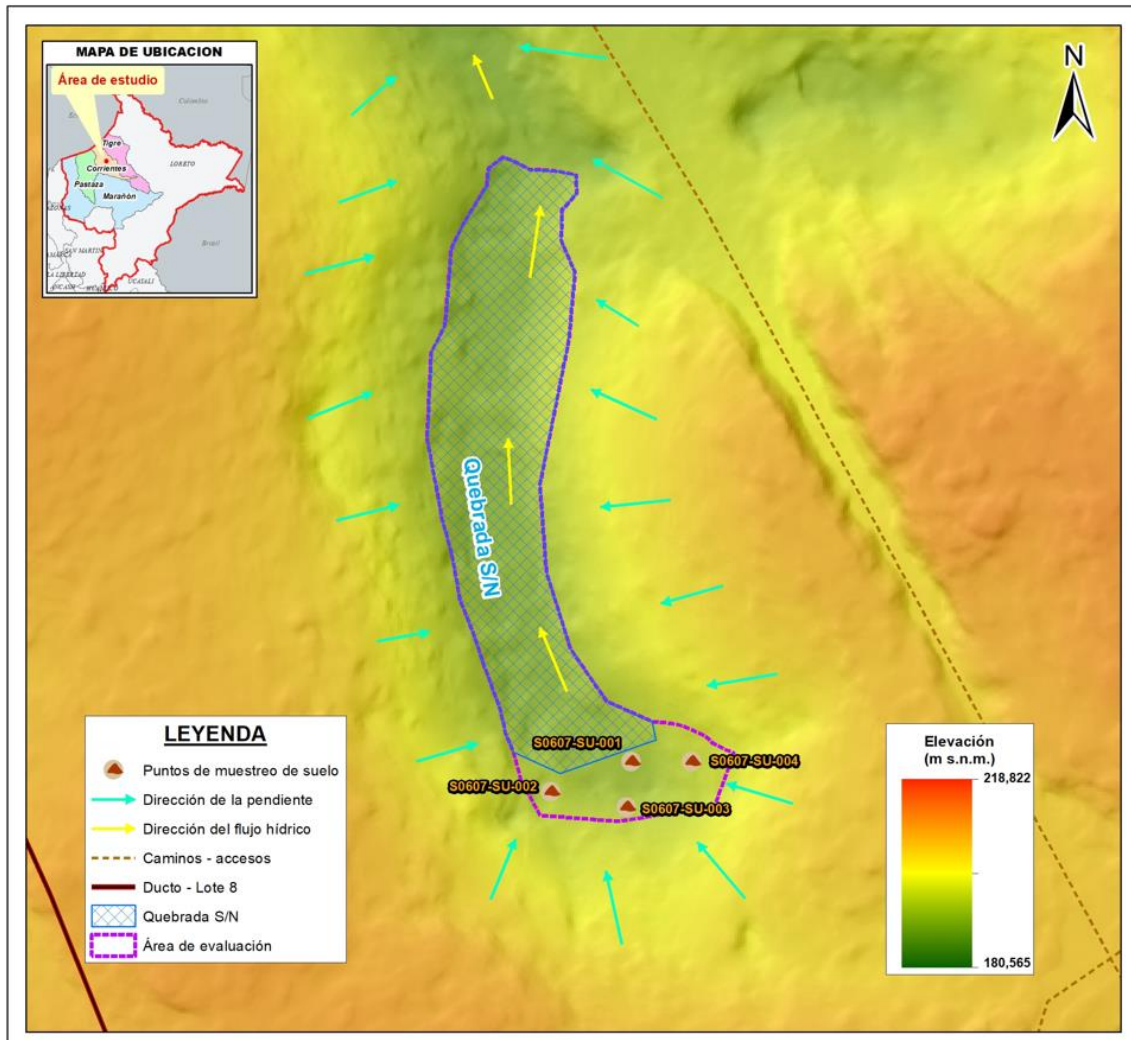 MAPA DE UBICACION
Área de estudio
Colombia
Tigre
LORETO
Corrientes
Pastaza
Marañón
Brasil
SAN MARTIN
LA LIBERTAD
UCAYALI
ANCASH
N
Quebrada S/N
S0607-SU-001
S0607-SU-004
S0607-SU-002
S0607-SU-003
LEYENDA
Puntos de muestreo de suelo
Dirección de la pendiente
Dirección del flujo hídrico
Caminos - accesos
Ducto - Lote 8
Quebrada S/N
Área de evaluación
Elevación
(m s.n.m.)
218,822
180,565